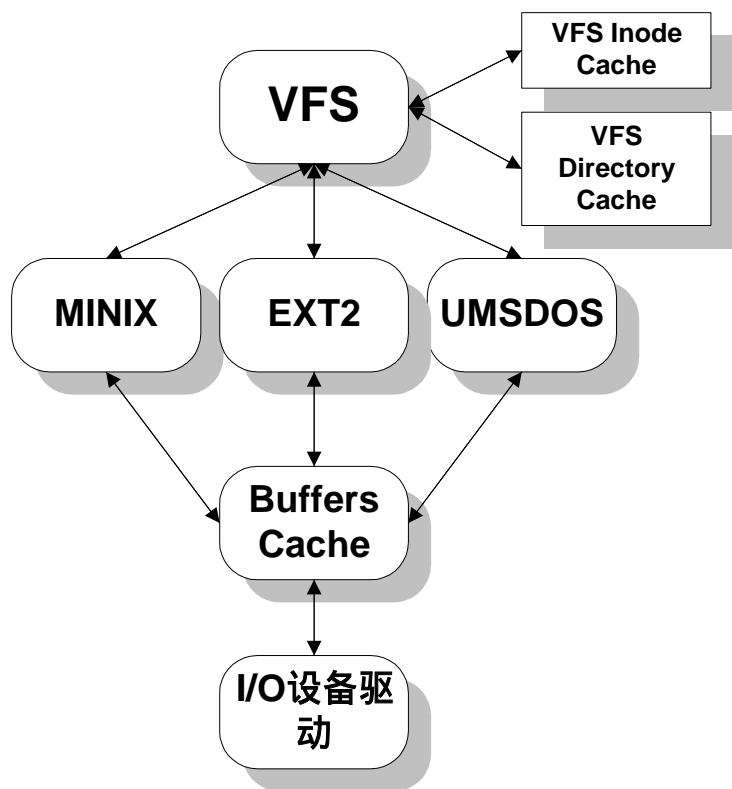 VFS
VFS Inode
Cache
VFS
Directory
Cache
MINIX
EXT2
UMSDOS
Buffers
Cache
I/O设备驱
动